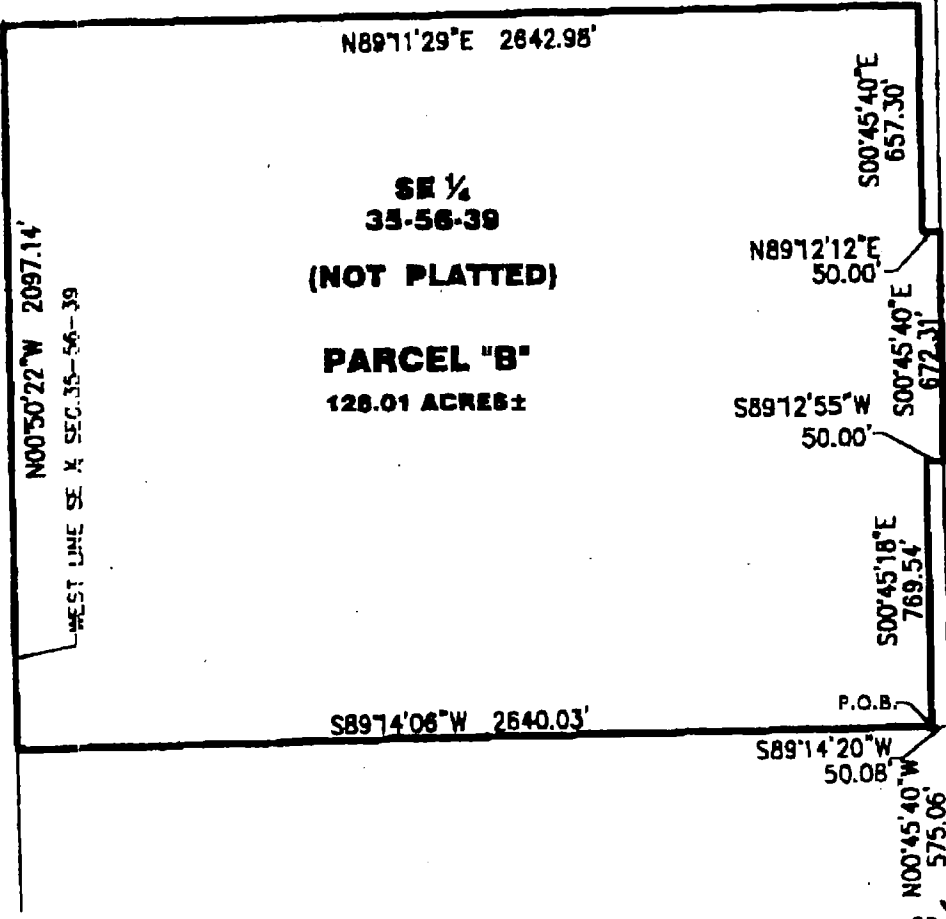 N89°11'29"E 2642.98'
S00°45'40"E
657.30'
SE ¼
35-56-39
(NOT PLATTED)
N89°12'12"E
50.00'
N00°50'22"W 2097.14'
WEST LINE SE ¼ SEC.35-56-39
PARCEL "B"
128.01 ACRES±
S00°45'40"E
672.31'
S89°12'55"W
50.00'
S00°45'18"E
769.54'
P.O.B.
S89°14'06"W 2640.03'
S89°14'20"W
50.08'
N00°45'40"W
575.06'